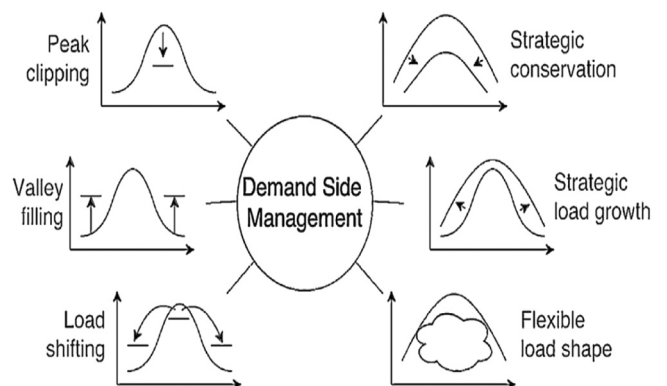 Peak
clipping
Strategic
conservation
Valley
filling
Demand Side
Management
Strategic
load growth
Load
shifting
Flexible
load shape